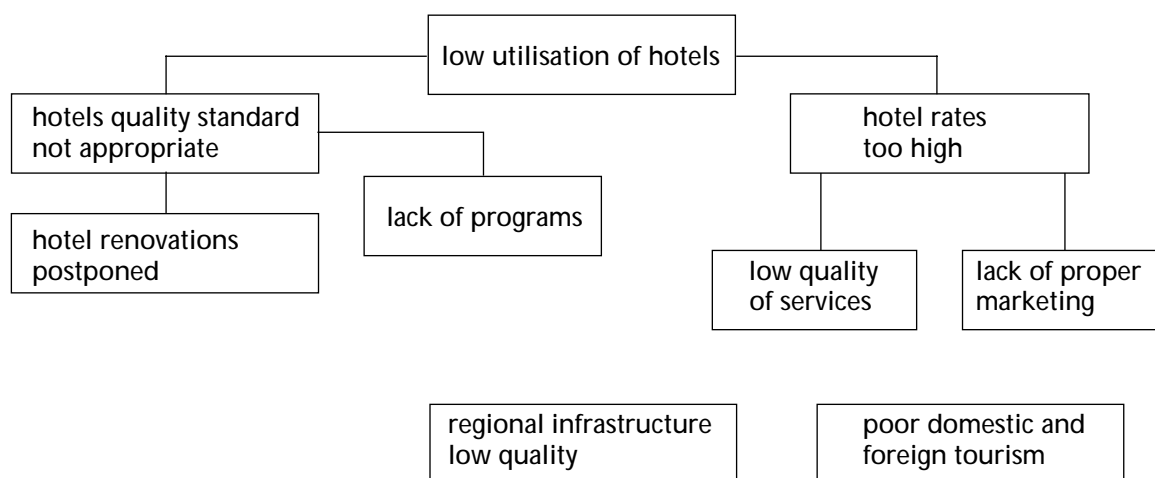 low utilisation of hotels
hotels quality standard
not appropriate
hotel rates
too high
lack of programs
hotel renovations
postponed
low quality
of services
lack of proper
marketing
regional infrastructure
low quality
poor domestic and
foreign tourism